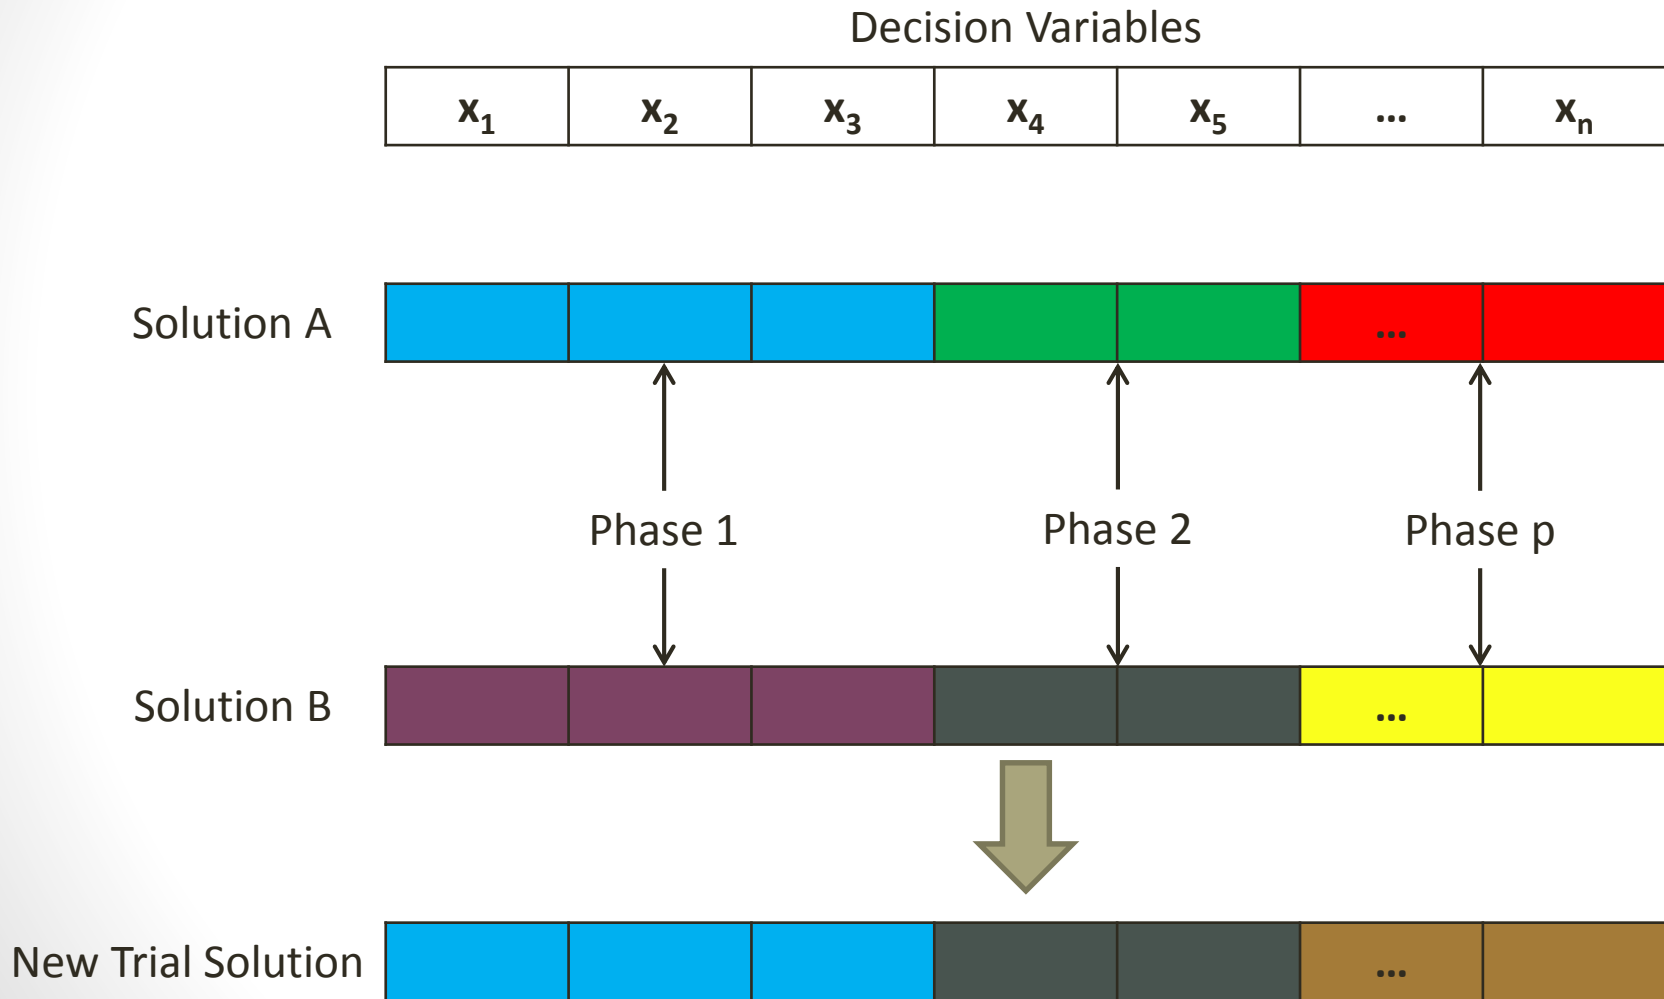 Decision Variables
x₁ x₂ x₃ x₄ x₅ ... xₙ
Solution A ...
Phase 1 Phase 2 Phase p
Solution B ...
New Trial Solution ...